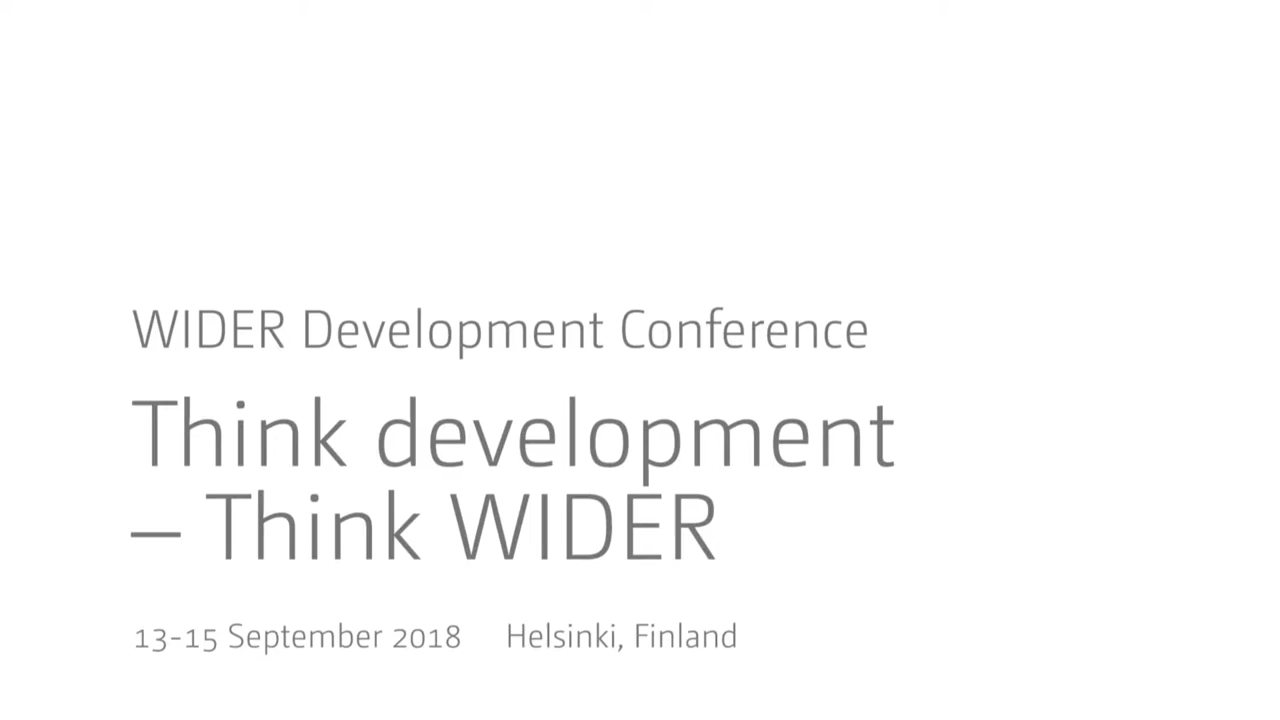 WIDER Development Conference
Think development
– Think WIDER
13-15 September 2018 Helsinki, Finland